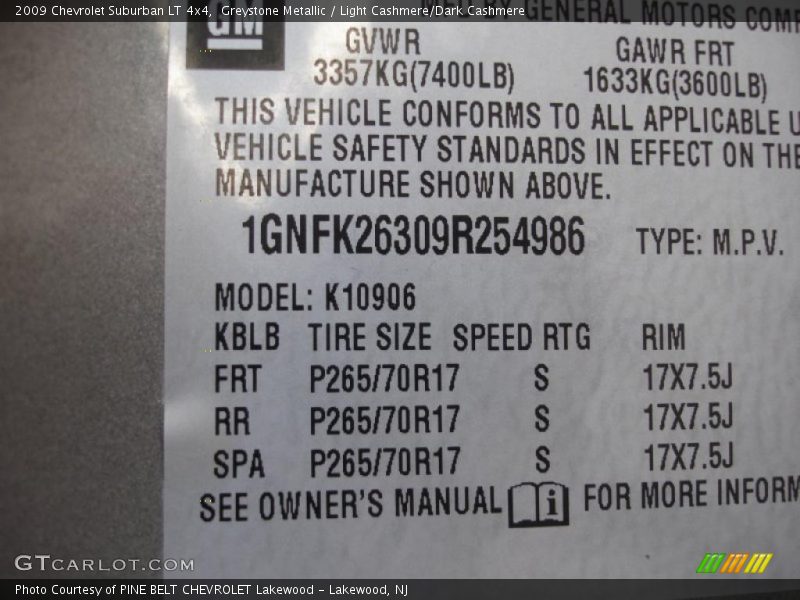 2009 Chevrolet Suburban LT 4x4, Greystone Metallic / Light Cashmere/Dark Cashmere
BY GENERAL MOTORS
GM
GVWR GAWR FRT
3357KG(7400LB) 1633KG(3600LB)
THIS VEHICLE CONFORMS TO ALL APPLICABLE U
VEHICLE SAFETY STANDARDS IN EFFECT ON THE
MANUFACTURE SHOWN ABOVE.
1GNFK26309R254986 TYPE: M.P.V.
MODEL: K10906
KBLB TIRE SIZE SPEED RTG RIM
FRT P265/70R17 S 17X7.5J
RR P265/70R17 S 17X7.5J
SPA P265/70R17 S 17X7.5J
SEE OWNER'S MANUAL i FOR MORE INFORM
GTCARLOT.COM
Photo Courtesy of PINE BELT CHEVROLET Lakewood - Lakewood, NJ